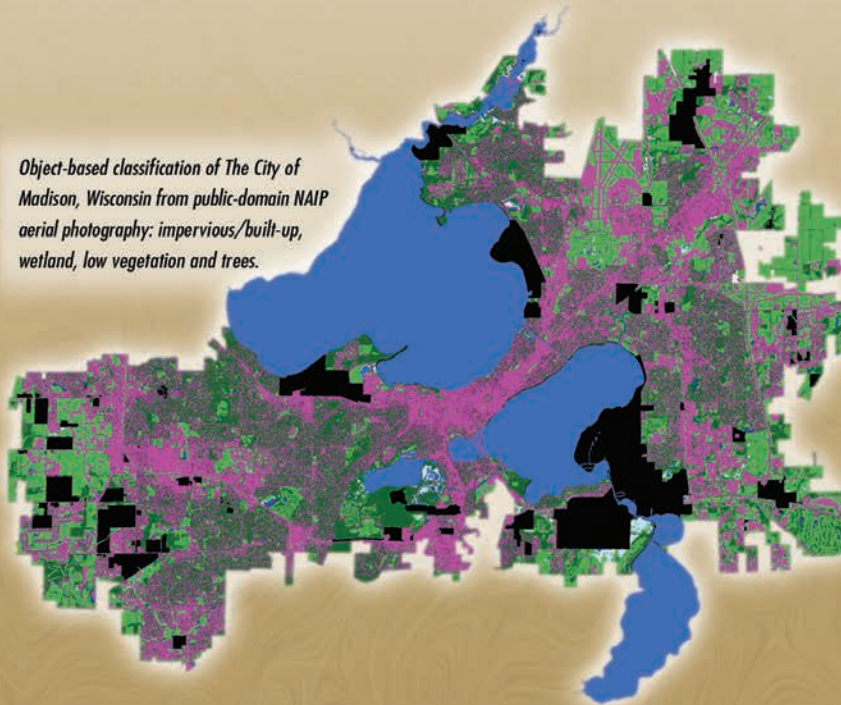 Object-based classification of The City of
Madison, Wisconsin from public-domain NAIP
aerial photography: impervious/built-up,
wetland, low vegetation and trees.